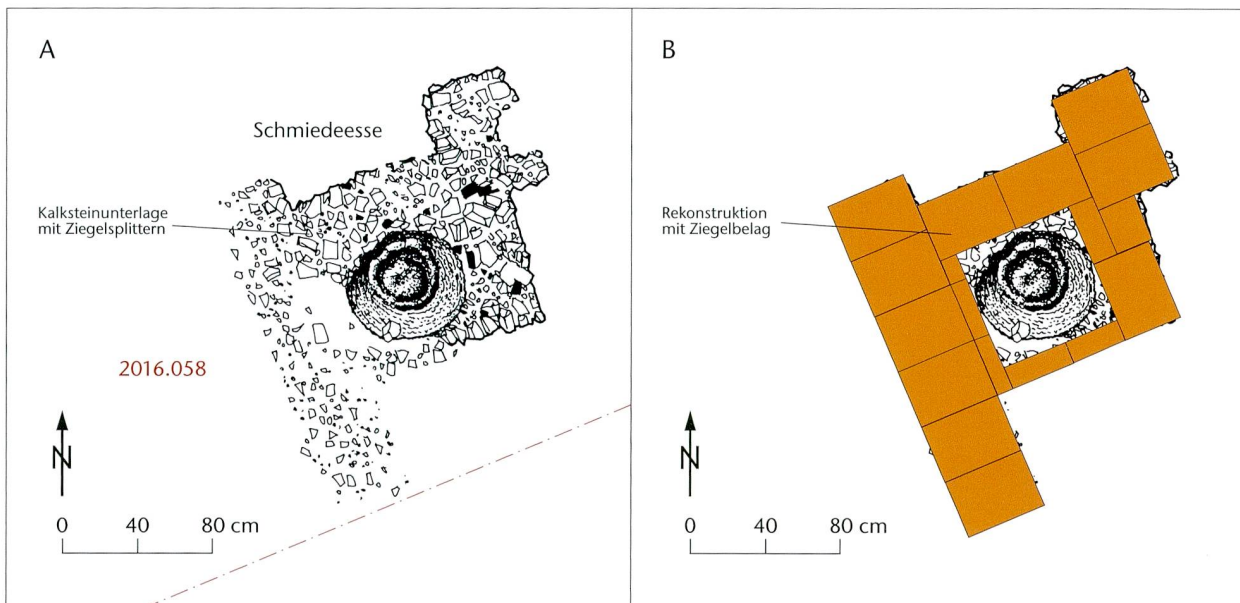 A
Schmiedeesse
Kalksteinunterlage
mit Ziegelsplittern
2016.058
N
0 40 80 cm
B
Rekonstruktion
mit Ziegelbelag
N
0 40 80 cm